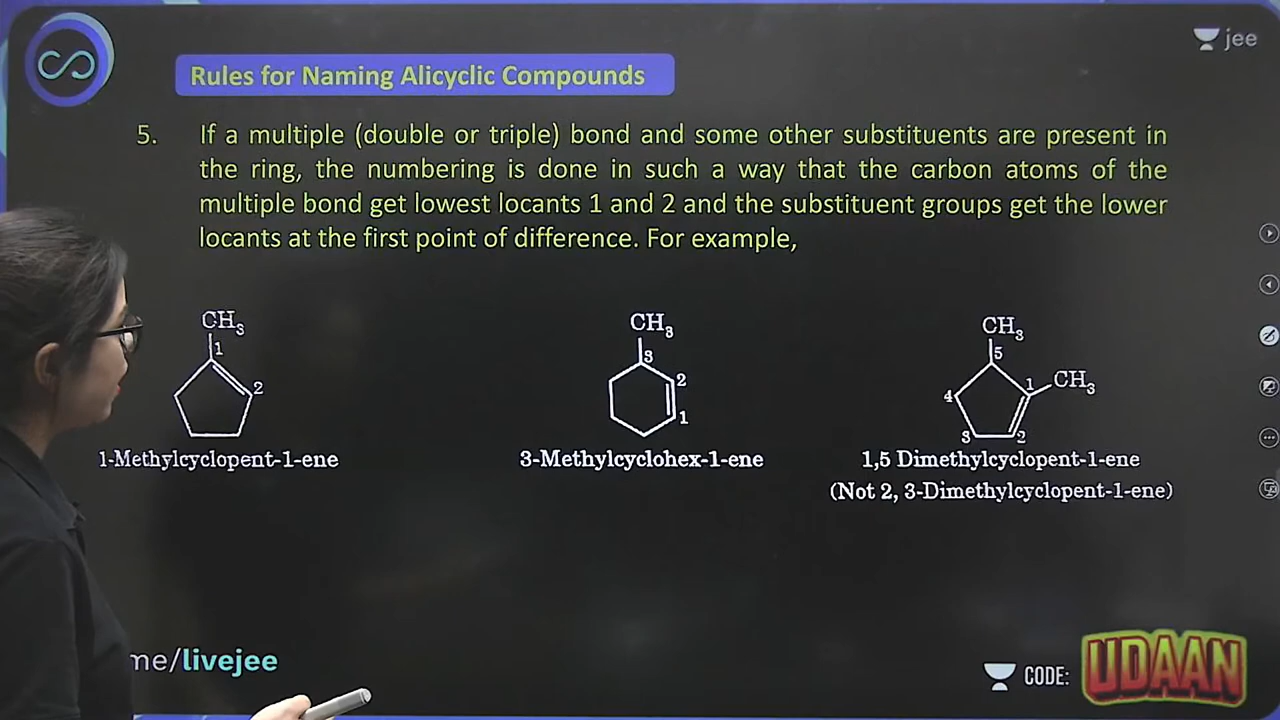 jee
Rules for Naming Alicyclic Compounds
5. If a multiple (double or triple) bond and some other substituents are present in
the ring, the numbering is done in such a way that the carbon atoms of the
multiple bond get lowest locants 1 and 2 and the substituent groups get the lower
locants at the first point of difference. For example,
CH3
1
2
1-Methylcyclopent-1-ene
CH3
3
2
1
3-Methylcyclohex-1-ene
CH3
5
1
CH3
4
3
2
1,5 Dimethylcyclopent-1-ene
(Not 2, 3-Dimethylcyclopent-1-ene)
me/livejee
CODE:
UDAAN